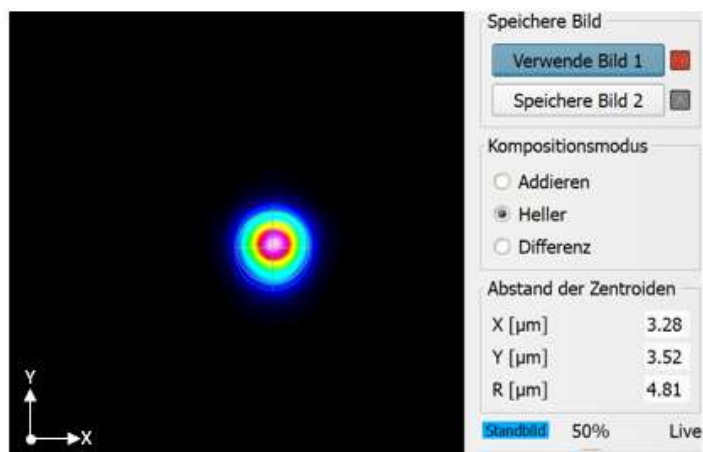 Speichere Bild
Verwende Bild 1
Speichere Bild 2
Kompositionsmodus
Addieren
Heller
Differenz
Abstand der Zentroiden
X [µm] 3.28
Y [µm] 3.52
R [µm] 4.81
Standbild 50% Live
Y
X